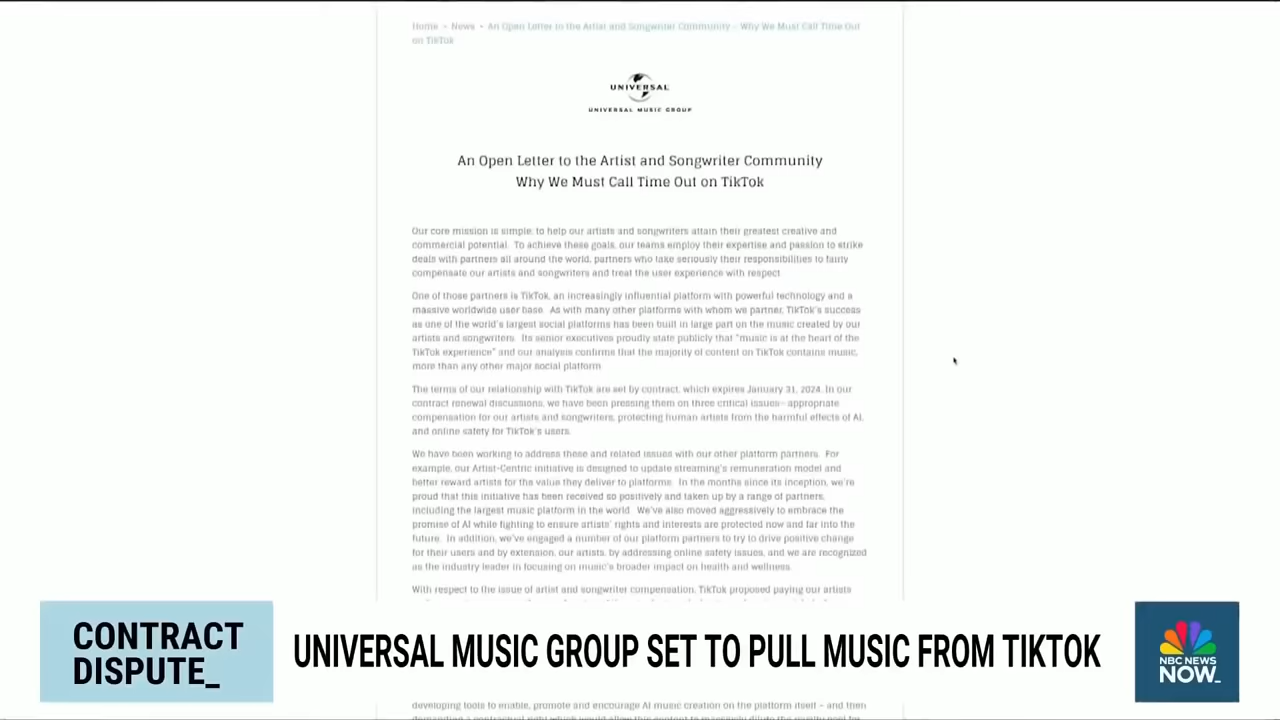 Home • News • An Open Letter to the Artist and Songwriter Community – Why We Must Call Time Out
on TikTok
UNIVERSAL
UNIVERSAL MUSIC GROUP
An Open Letter to the Artist and Songwriter Community
Why We Must Call Time Out on TikTok
Our core mission is simple: to help our artists and songwriters attain their greatest creative and
commercial potential. To achieve these goals, our teams employ their expertise and passion to strike
deals with partners all around the world, partners who take seriously their responsibilities to fairly
compensate our artists and songwriters and treat the user experience with respect.
One of those partners is TikTok, an increasingly influential platform with powerful technology and a
massive worldwide user base. As with many other platforms with whom we partner, TikTok's success
as one of the world's largest social platforms has been built in large part on the music created by our
artists and songwriters. Its senior executives proudly state publicly that "music is at the heart of the
TikTok experience" and our analysis confirms that the majority of content on TikTok contains music,
more than any other major social platform.
The terms of our relationship with TikTok are set by contract, which expires January 31, 2024. In our
contract renewal discussions, we have been pressing them on three critical issues—appropriate
compensation for our artists and songwriters, protecting human artists from the harmful effects of AI,
and online safety for TikTok's users.
We have been working to address these and related issues with our other platform partners. For
example, our Artist-Centric initiative is designed to update streaming's remuneration model and
better reward artists for the value they deliver to platforms. In the months since its inception, we're
proud that this initiative has been received so positively and taken up by a range of partners,
including the largest music platform in the world. We've also moved aggressively to embrace the
promise of AI while fighting to ensure artists' rights and interests are protected now and far into the
future. In addition, we've engaged a number of our platform partners to try to drive positive change
for their users and by extension, our artists, by addressing online safety issues, and we are recognized
as the industry leader in focusing on music's broader impact on health and wellness.
With respect to the issue of artist and songwriter compensation, TikTok proposed paying our artists
CONTRACT
DISPUTE_
UNIVERSAL MUSIC GROUP SET TO PULL MUSIC FROM TIKTOK
NBC NEWS
NOW_
developing tools to enable, promote and encourage AI music creation on the platform itself – and then